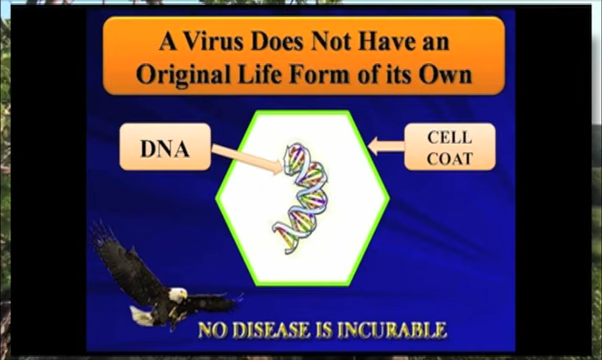 A Virus Does Not Have an
Original Life Form of its Own
DNA
CELL
COAT
NO DISEASE IS INCURABLE